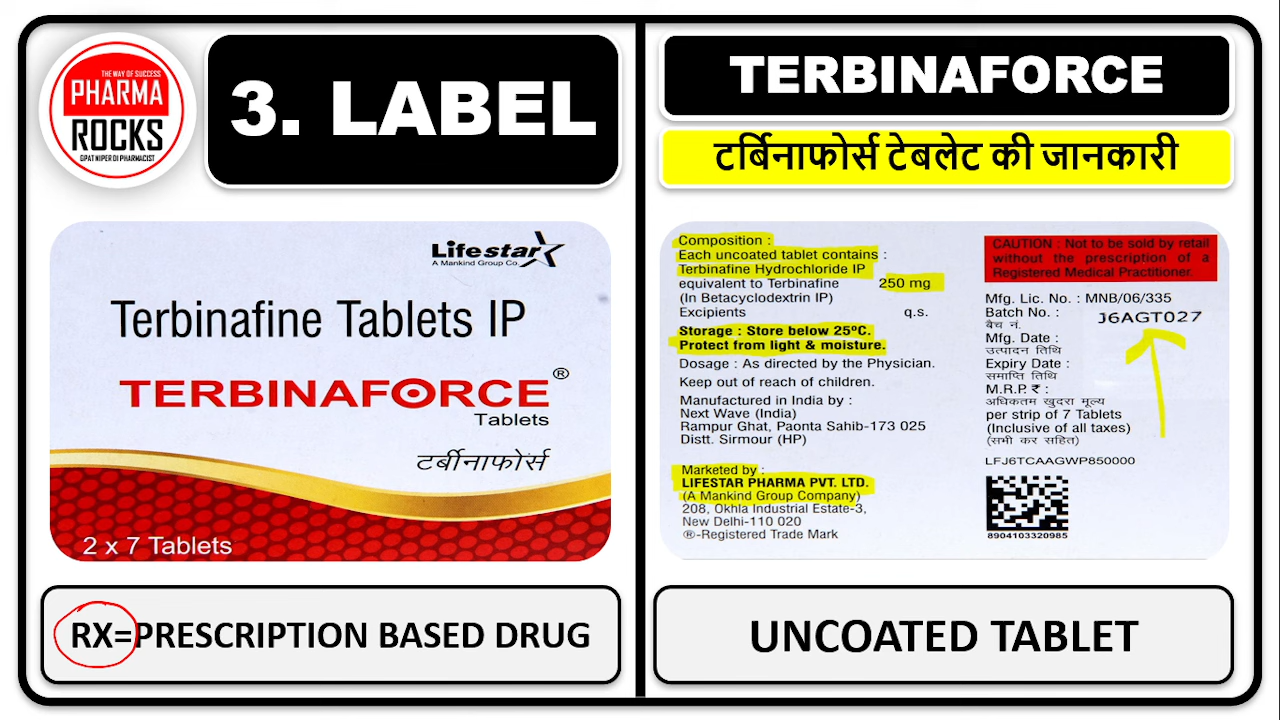 THE WAY OF SUCCESS
PHARMA
ROCKS
GPAT NIPER DI PHARMACIST
3. LABEL
TERBINAFORCE
टर्बिनाफोर्स टेबलेट की जानकारी
Lifestar
A Mankind Group Co.
Terbinafine Tablets IP
TERBINAFORCE®
Tablets
टर्बीनाफोर्स
2 x 7 Tablets
Composition :
Each uncoated tablet contains :
Terbinafine Hydrochloride IP
equivalent to Terbinafine 250 mg
(In Betacyclodextrin IP)
Excipients q.s.
Storage : Store below 25ºC.
Protect from light & moisture.
Dosage : As directed by the Physician.
Keep out of reach of children.
Manufactured in India by :
Next Wave (India)
Rampur Ghat, Paonta Sahib-173 025
Distt. Sirmour (HP)
Marketed by :
LIFESTAR PHARMA PVT. LTD.
(A Mankind Group Company)
208, Okhla Industrial Estate-3,
New Delhi-110 020
®-Registered Trade Mark
CAUTION : Not to be sold by retail
without the prescription of a
Registered Medical Practitioner.
Mfg. Lic. No. : MNB/06/335
Batch No. : J6AGT027
बैच नं.
Mfg. Date :
उत्पादन तिथि
Expiry Date :
समाप्ति तिथि
M.R.P. ₹ :
अधिकतम खुदरा मूल्य
per strip of 7 Tablets
(Inclusive of all taxes)
(सभी कर सहित)
LFJ6TCAAGWP850000
8904103320985
RX=PRESCRIPTION BASED DRUG
UNCOATED TABLET